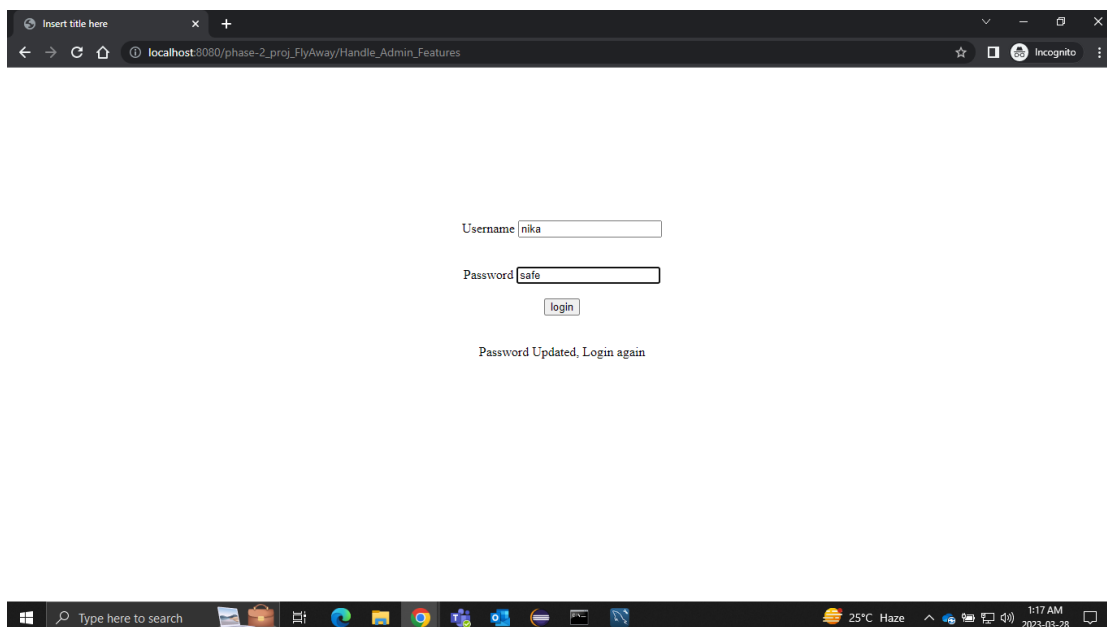 Insert title here
localhost:8080/phase-2_proj_FlyAway/Handle_Admin_Features
Incognito
Username nika
Password safe
login
Password Updated, Login again
Type here to search
25°C Haze
1:17 AM
2023-03-28